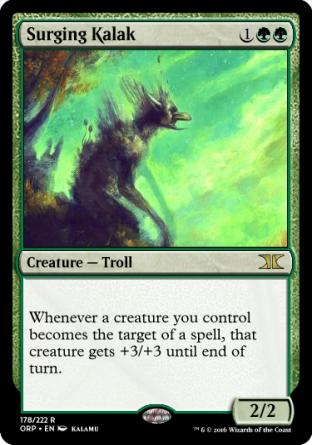 Surging Kalak 1
Creature — Troll
Whenever a creature you control
becomes the target of a spell, that
creature gets +3/+3 until end of
turn.
2/2
178/222 R
ORP • EN KALAMU
™ & © 2016 Wizards of the Coast